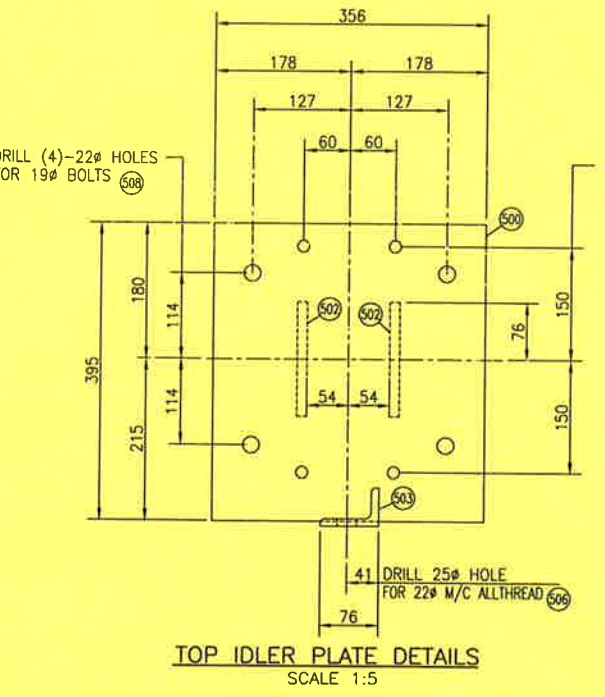 356
178 178
127 127
60 60
RILL (4)-22ø HOLES
OR 19ø BOLTS 508
500
180
114
502 502
76
150
395
54 54
114
215
150
503
41 DRILL 25ø HOLE
FOR 22ø M/C ALLTHREAD 506
76
TOP IDLER PLATE DETAILS
SCALE 1:5